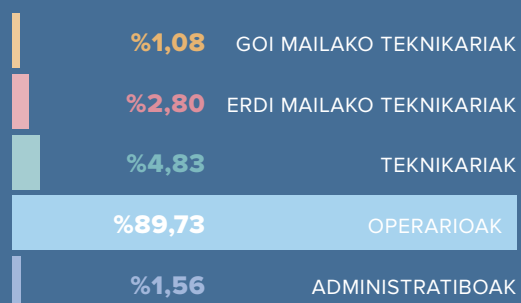 %1,08 GOI MAILAKO TEKNIKARIAK
%2,80 ERDI MAILAKO TEKNIKARIAK
%4,83 TEKNIKARIAK
%89,73 OPERARIOAK
%1,56 ADMINISTRATIBOAK